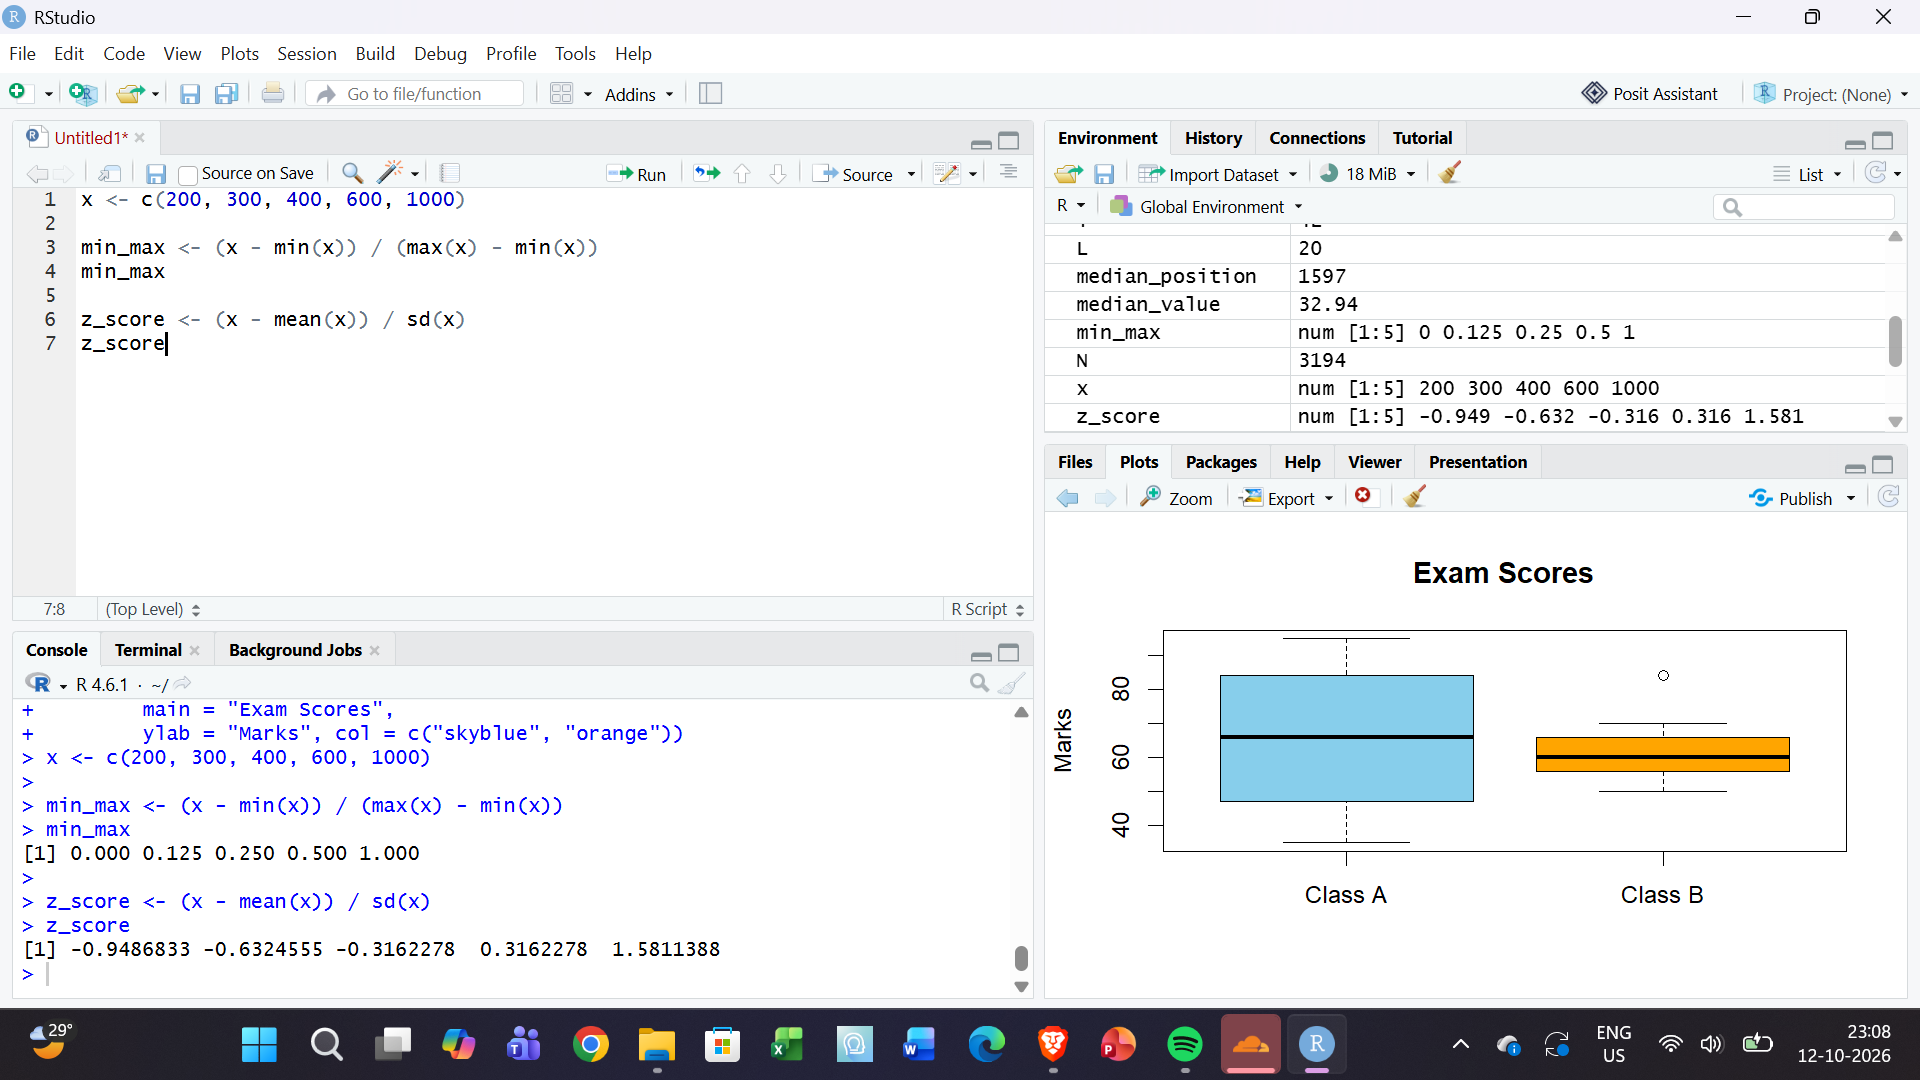 RStudio
File Edit Code View Plots Session Build Debug Profile Tools Help
Go to file/function Addins Posit Assistant Project: (None)
Untitled1*
Source on Save Run Source
1 x <- c(200, 300, 400, 600, 1000)
2
3 min_max <- (x - min(x)) / (max(x) - min(x))
4 min_max
5
6 z_score <- (x - mean(x)) / sd(x)
7 z_score
7:8 (Top Level) R Script
Console Terminal Background Jobs
R 4.6.1 · ~/
+ main = "Exam Scores",
+ ylab = "Marks", col = c("skyblue", "orange"))
> x <- c(200, 300, 400, 600, 1000)
>
> min_max <- (x - min(x)) / (max(x) - min(x))
> min_max
[1] 0.000 0.125 0.250 0.500 1.000
>
> z_score <- (x - mean(x)) / sd(x)
> z_score
[1] -0.9486833 -0.6324555 -0.3162278 0.3162278 1.5811388
>
Environment History Connections Tutorial
Import Dataset 18 MiB List
R Global Environment
L 20
median_position 1597
median_value 32.94
min_max num [1:5] 0 0.125 0.25 0.5 1
N 3194
x num [1:5] 200 300 400 600 1000
z_score num [1:5] -0.949 -0.632 -0.316 0.316 1.581
Files Plots Packages Help Viewer Presentation
Zoom Export Publish
Exam Scores
Marks
80
60
40
Class A Class B
29°
ENG
US
23:08
12-10-2026